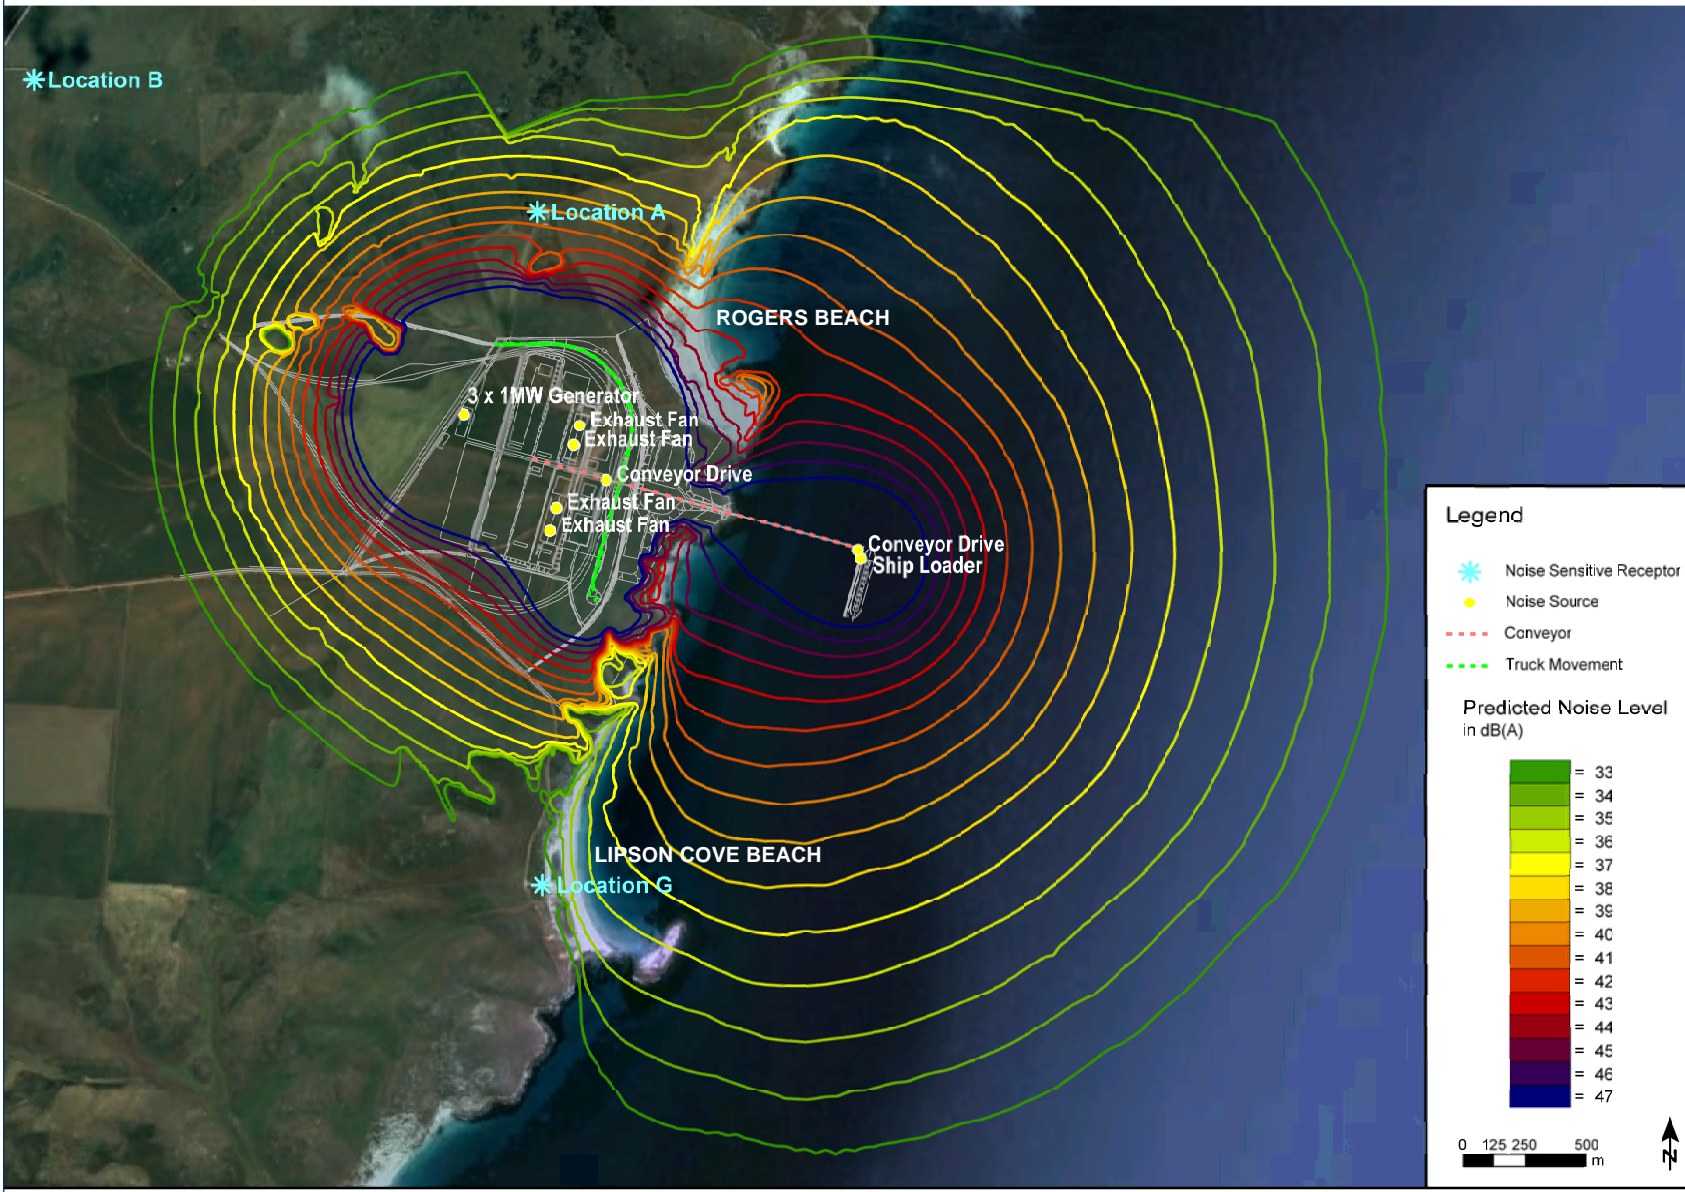 Location B
Location A
ROGERS BEACH
3 x 1MW Generator
Exhaust Fan
Exhaust Fan
Conveyor Drive
Exhaust Fan
Exhaust Fan
Conveyor Drive
Ship Loader
LIPSON COVE BEACH
Location G
Legend
Noise Sensitive Receptor
Noise Source
Conveyor
Truck Movement
Predicted Noise Level
in dB(A)
= 33
= 34
= 35
= 36
= 37
= 38
= 39
= 40
= 41
= 42
= 43
= 44
= 45
= 46
= 47
0 125 250 500
m
N